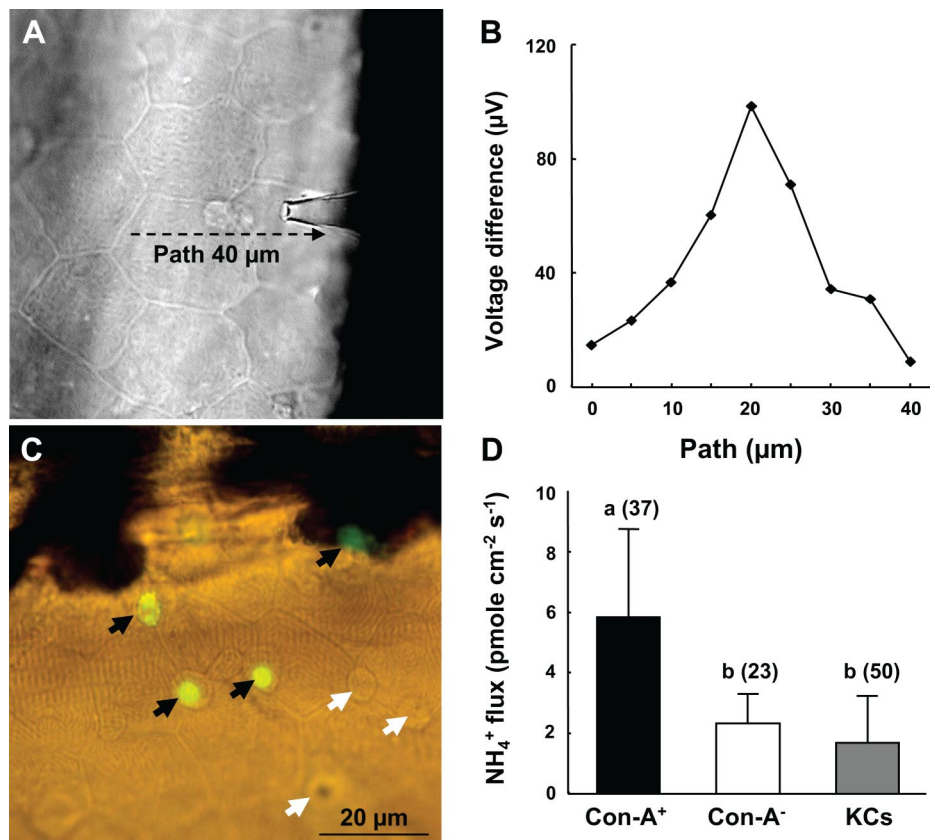 A
Path 40 µm
B
Voltage difference (µV)
120
80
40
0
0 10 20 30 40
Path (µm)
C
20 µm
D
NH₄⁺ flux (pmole cm⁻² s⁻¹)
10
8
6
4
2
0
a (37)
b (23)
b (50)
Con-A⁺ Con-A⁻ KCs